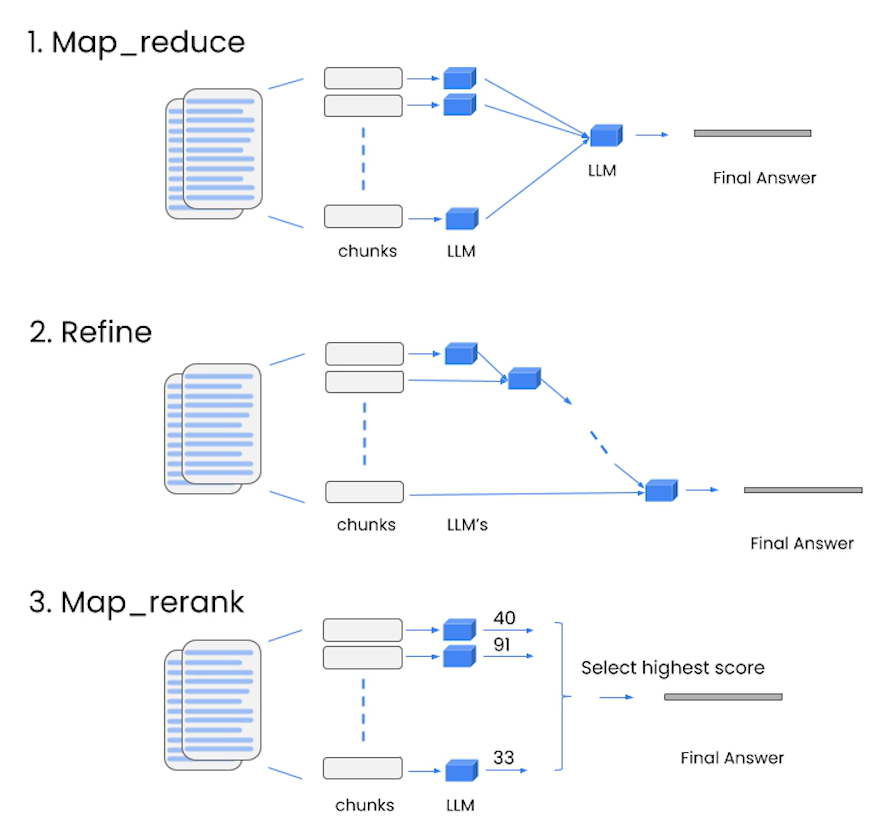 1. Map_reduce
LLM
Final Answer
chunks
LLM
2. Refine
chunks
LLM's
Final Answer
3. Map_rerank
40
91
Select highest score
33
Final Answer
chunks
LLM